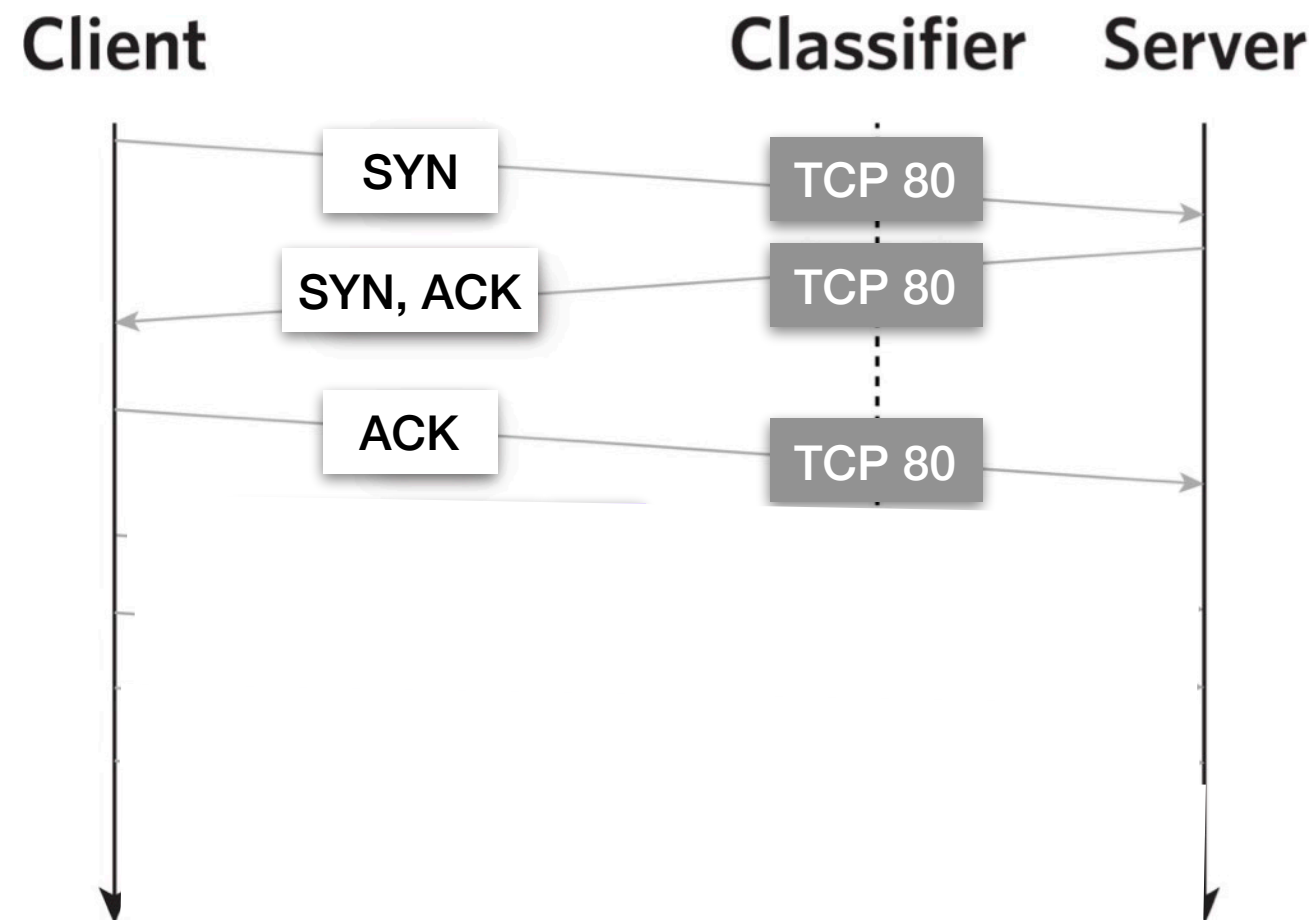 Client Classifier Server
SYN TCP 80
SYN, ACK TCP 80
ACK TCP 80